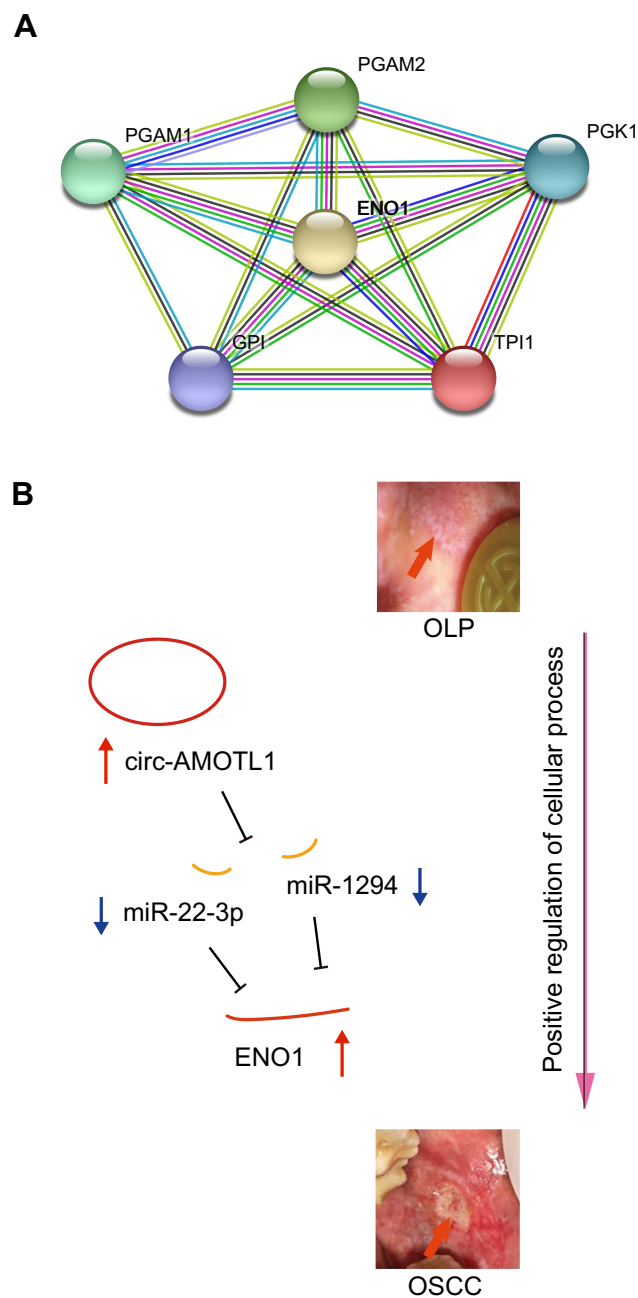 A
PGAM2
PGAM1
PGK1
ENO1
GPI
TPI1
B
OLP
circ-AMOTL1
miR-1294
miR-22-3p
ENO1
Positive regulation of cellular process
OSCC